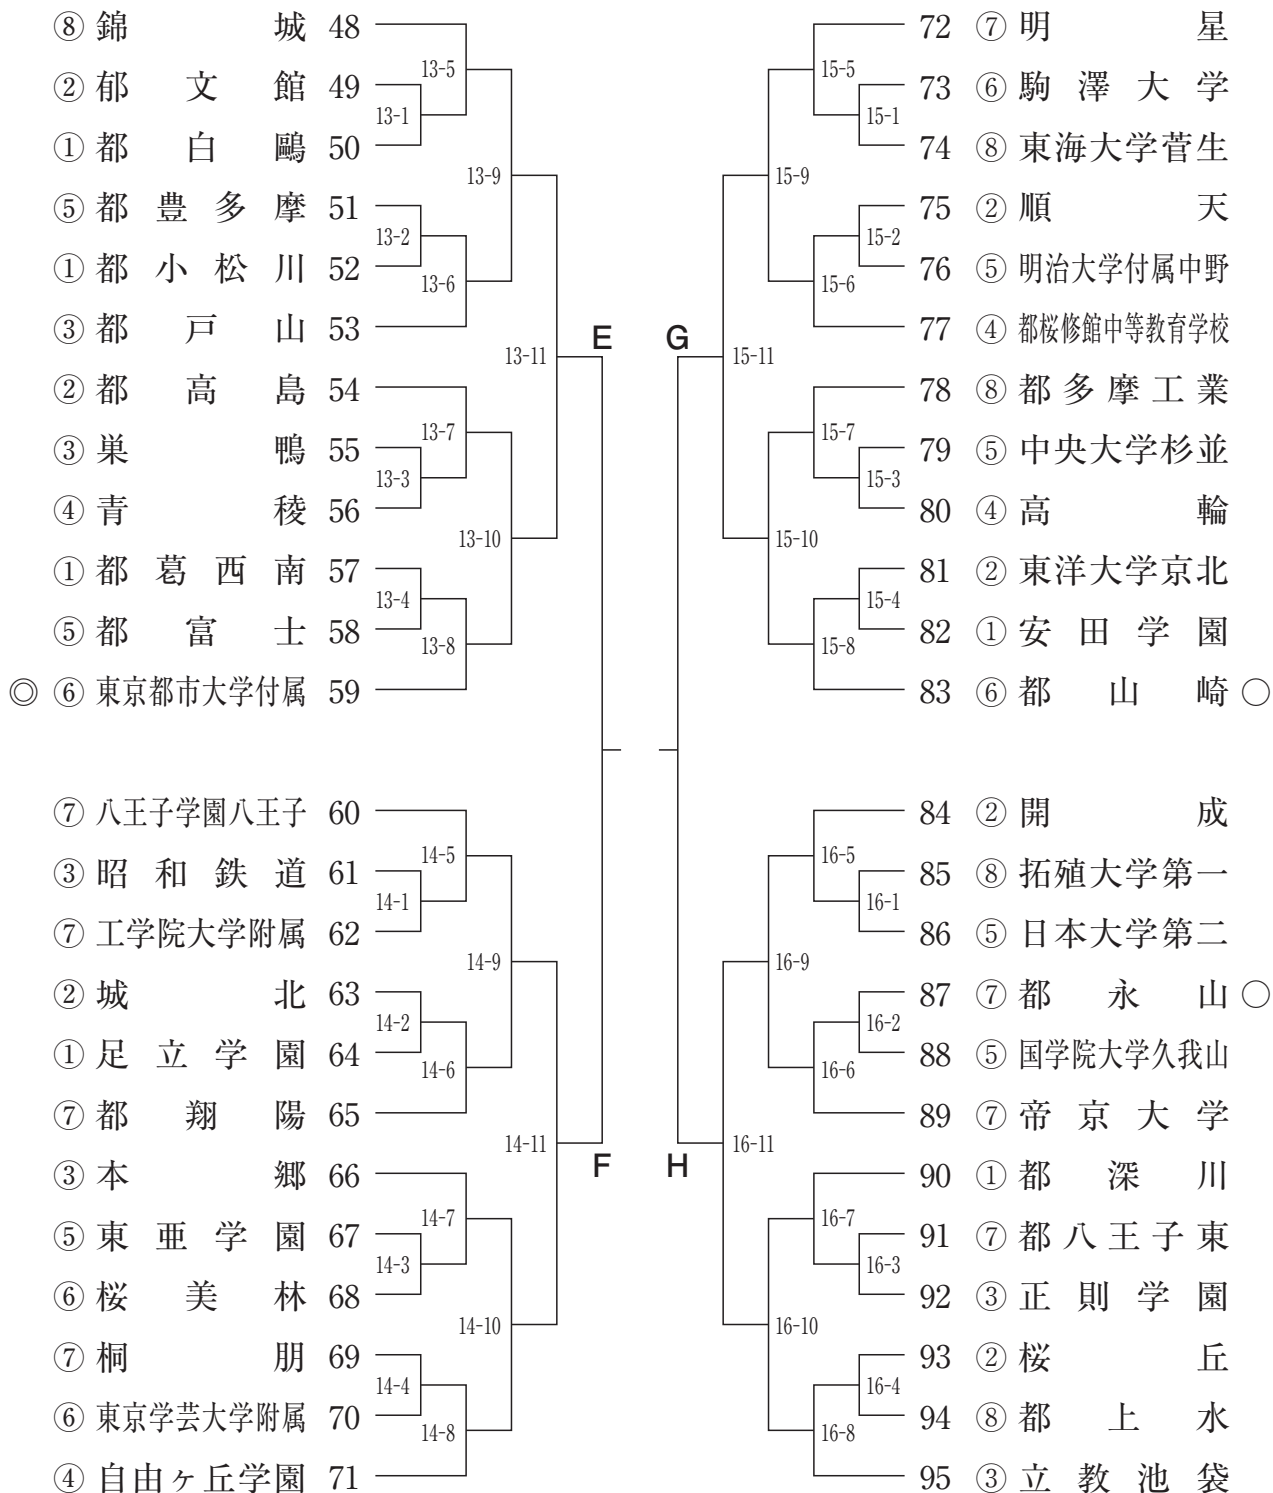 ⑧ 錦城 48
13-5
② 郁文館 49
13-1
① 都白鷗 50
13-9
⑤ 都豊多摩 51
13-2
① 都小松川 52
13-6
③ 都戸山 53
E
13-11
② 都高島 54
13-7
③ 巣鴨 55
13-3
④ 青稜 56
13-10
① 都葛西南 57
13-4
⑤ 都富士 58
13-8
◎ ⑥ 東京都市大学付属 59
⑦ 八王子学園八王子 60
14-5
③ 昭和鉄道 61
14-1
⑦ 工学院大学附属 62
14-9
② 城北 63
14-2
① 足立学園 64
14-6
⑦ 都翔陽 65
14-11
F
③ 本郷 66
14-7
⑤ 東亜学園 67
14-3
⑥ 桜美林 68
14-10
⑦ 桐朋 69
14-4
⑥ 東京学芸大学附属 70
14-8
④ 自由ヶ丘学園 71
72 ⑦ 明星
15-5
73 ⑥ 駒澤大学
15-1
74 ⑧ 東海大学菅生
15-9
75 ② 順天
15-2
76 ⑤ 明治大学付属中野
15-6
77 ④ 都桜修館中等教育学校
G
15-11
78 ⑧ 都多摩工業
15-7
79 ⑤ 中央大学杉並
15-3
80 ④ 高輪
15-10
81 ② 東洋大学京北
15-4
82 ① 安田学園
15-8
83 ⑥ 都山崎 ○
84 ② 開成
16-5
85 ⑧ 拓殖大学第一
16-1
86 ⑤ 日本大学第二
16-9
87 ⑦ 都永山 ○
16-2
88 ⑤ 国学院大学久我山
16-6
89 ⑦ 帝京大学
16-11
H
90 ① 都深川
16-7
91 ⑦ 都八王子東
16-3
92 ③ 正則学園
16-10
93 ② 桜丘
16-4
94 ⑧ 都上水
16-8
95 ③ 立教池袋